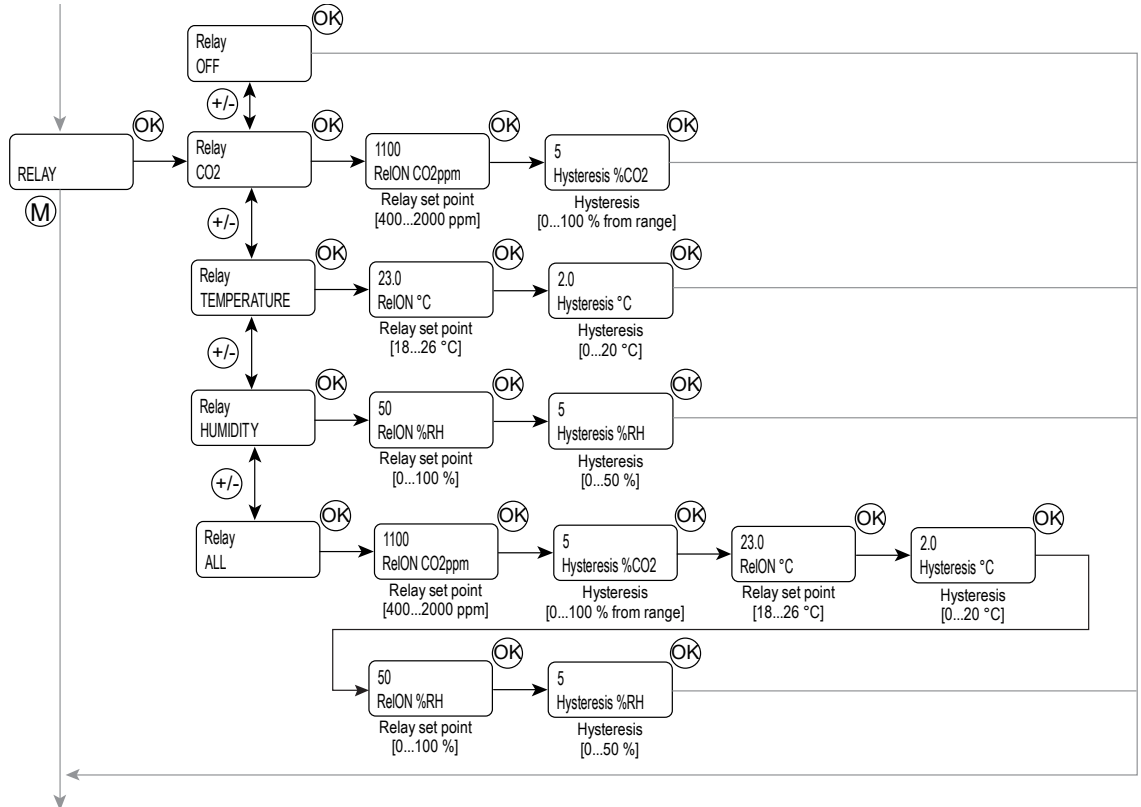 OK
Relay
OFF
+/-
OK
OK
OK
OK
RELAY
Relay
CO2
1100
RelON CO2ppm
5
Hysteresis %CO2
M
Relay set point
[400...2000 ppm]
Hysteresis
[0...100 % from range]
+/-
OK
OK
OK
Relay
TEMPERATURE
23.0
RelON °C
2.0
Hysteresis °C
Relay set point
[18...26 °C]
Hysteresis
[0...20 °C]
+/-
OK
OK
OK
Relay
HUMIDITY
50
RelON %RH
5
Hysteresis %RH
Relay set point
[0...100 %]
Hysteresis
[0...50 %]
+/-
OK
OK
OK
OK
OK
Relay
ALL
1100
RelON CO2ppm
5
Hysteresis %CO2
23.0
RelON °C
2.0
Hysteresis °C
Relay set point
[400...2000 ppm]
Hysteresis
[0...100 % from range]
Relay set point
[18...26 °C]
Hysteresis
[0...20 °C]
OK
OK
50
RelON %RH
5
Hysteresis %RH
Relay set point
[0...100 %]
Hysteresis
[0...50 %]